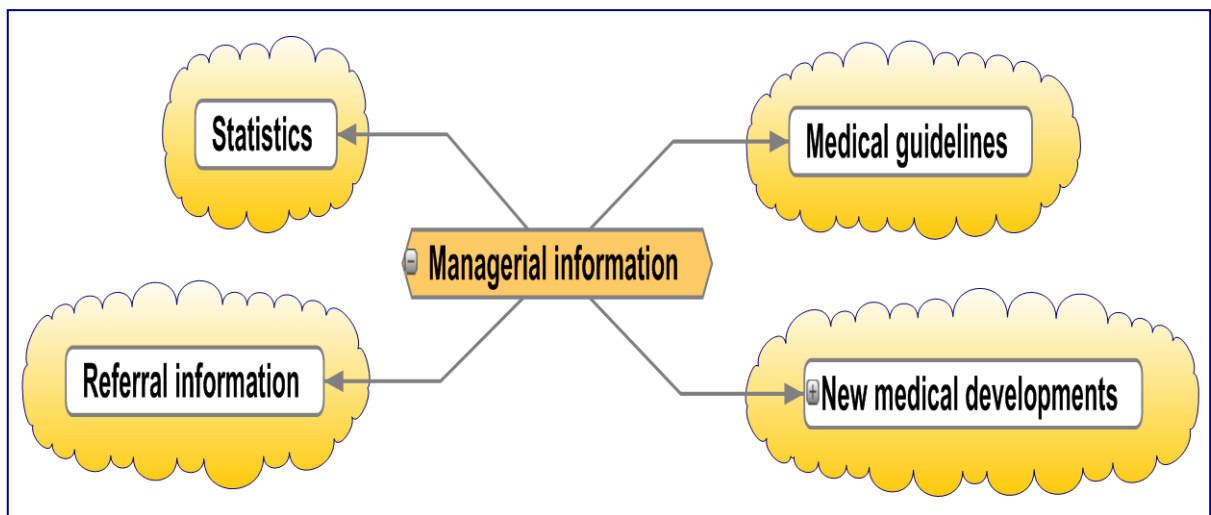 Statistics
Medical guidelines
Managerial information
Referral information
New medical developments